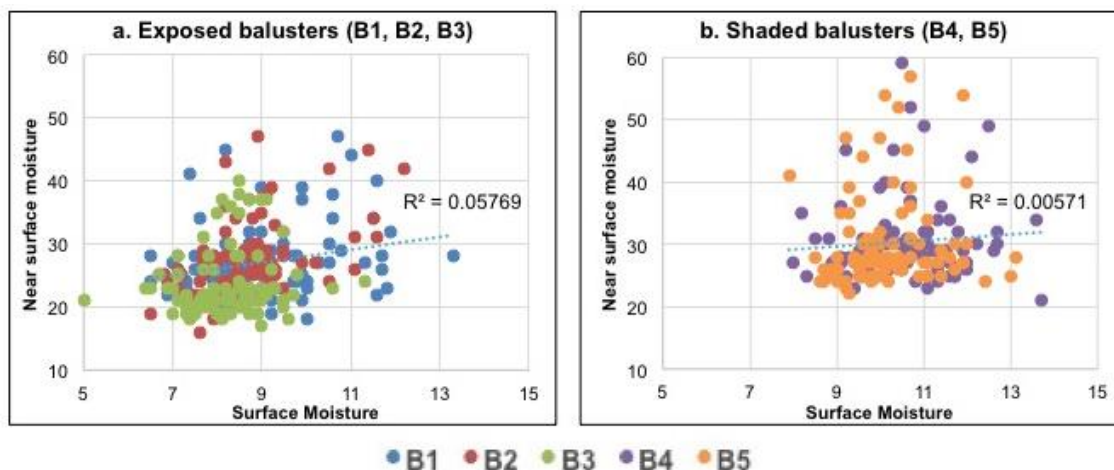 a. Exposed balusters (B1, B2, B3)
60
50
40
30
20
10
Near surface moisture
R² = 0.05769
5 7 9 11 13 15
Surface Moisture
b. Shaded balusters (B4, B5)
60
50
40
30
20
10
Near surface moisture
R² = 0.00571
5 7 9 11 13 15
Surface Moisture
B1 B2 B3 B4 B5